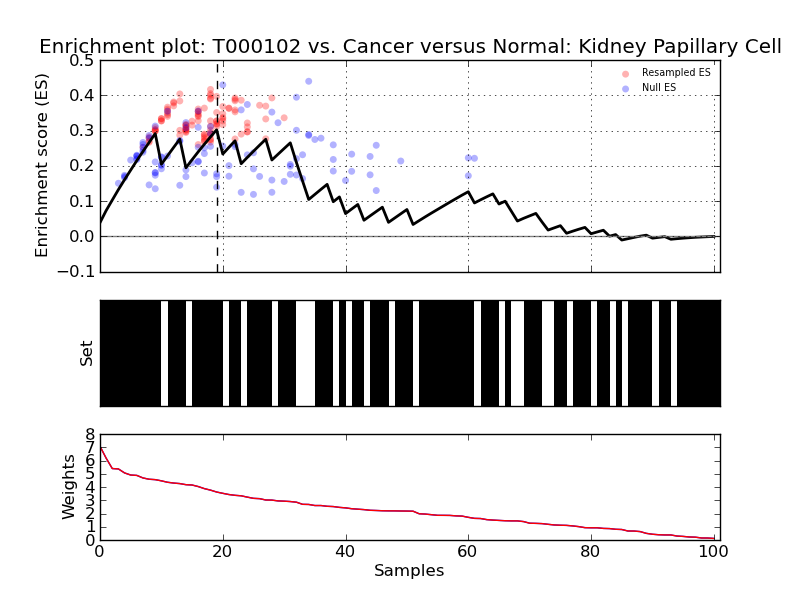 Enrichment plot: T000102 vs. Cancer versus Normal: Kidney Papillary Cell
Enrichment score (ES)
0.5
0.4
0.3
0.2
0.1
0.0
−0.1
Resampled ES
Null ES
Set
Weights
8
7
6
5
4
3
2
1
0
0 20 40 60 80 100
Samples